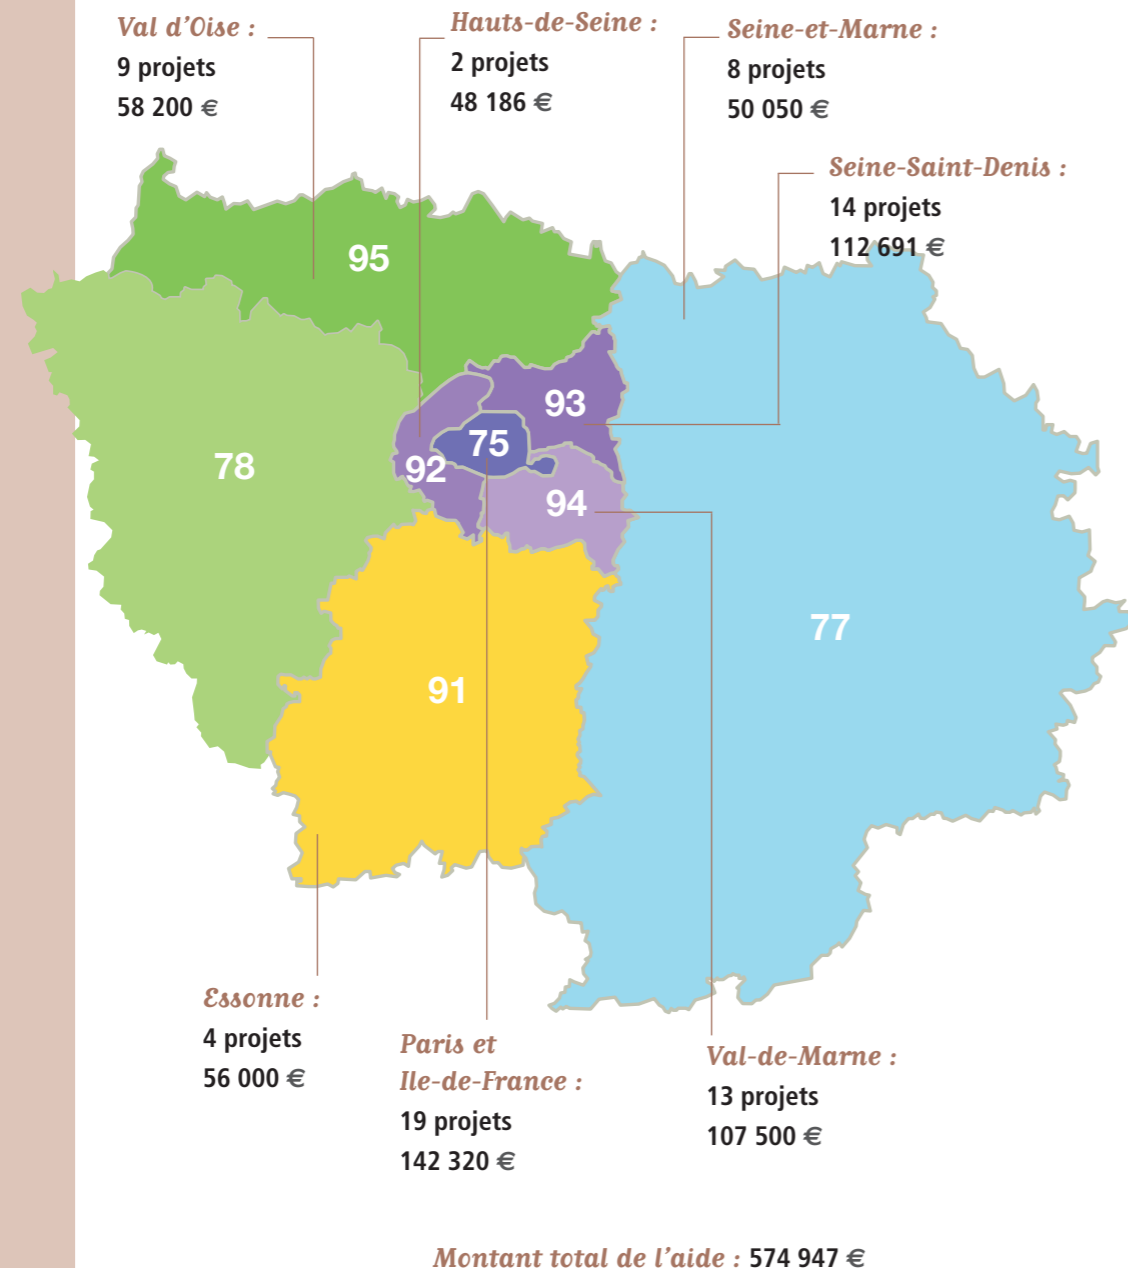 Val d'Oise :
9 projets
58 200 €
Hauts-de-Seine :
2 projets
48 186 €
Seine-et-Marne :
8 projets
50 050 €
Seine-Saint-Denis :
14 projets
112 691 €
95
93
75
92
78
94
77
91
Essonne :
4 projets
56 000 €
Paris et
Ile-de-France :
19 projets
142 320 €
Val-de-Marne :
13 projets
107 500 €
Montant total de l'aide : 574 947 €